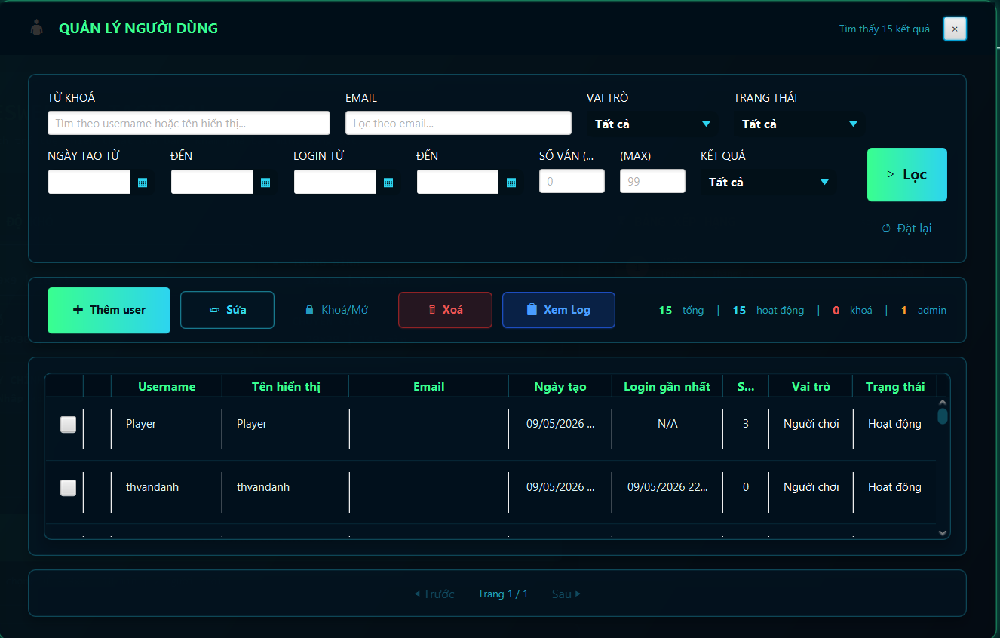 QUẢN LÝ NGƯỜI DÙNG
Tìm thấy 15 kết quả
×
TỪ KHOÁ
EMAIL
VAI TRÒ
TRẠNG THÁI
Tìm theo username hoặc tên hiển thị...
Lọc theo email...
Tất cả
Tất cả
NGÀY TẠO TỪ
ĐẾN
LOGIN TỪ
ĐẾN
SỐ VÁN (...
(MAX)
KẾT QUẢ
0
99
Tất cả
Lọc
Đặt lại
+ Thêm user
Sửa
Khoá/Mở
Xoá
Xem Log
15 tổng | 15 hoạt động | 0 khoá | 1 admin
Username Tên hiển thị Email Ngày tạo Login gần nhất S... Vai trò Trạng thái
Player Player 09/05/2026 ... N/A 3 Người chơi Hoạt động
thvandanh thvandanh 09/05/2026 ... 09/05/2026 22... 0 Người chơi Hoạt động
Trước Trang 1 / 1 Sau